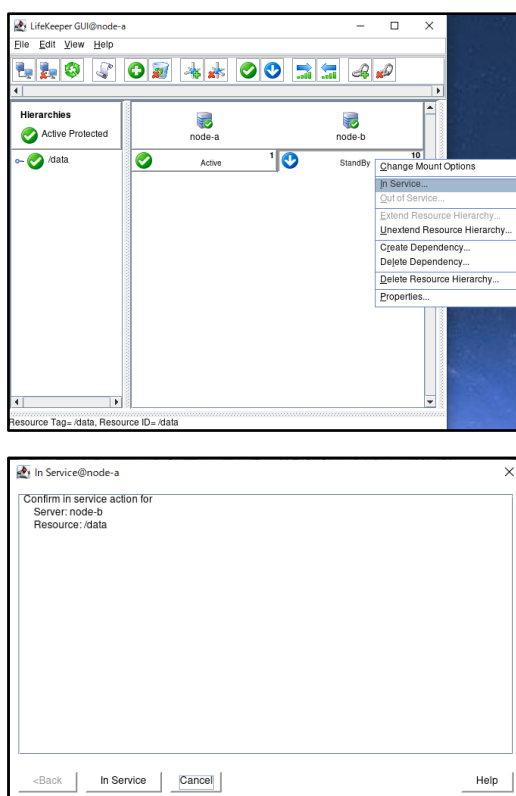 LifeKeeper GUI@node-a
File Edit View Help
Hierarchies
Active Protected
node-a node-b
/data
Active 1
StandBy 10
Change Mount Options
In Service...
Out of Service...
Extend Resource Hierarchy...
Unextend Resource Hierarchy...
Create Dependency...
Delete Dependency...
Delete Resource Hierarchy...
Properties...
Resource Tag= /data, Resource ID= /data
In Service@node-a
Confirm in service action for
Server: node-b
Resource: /data
<Back In Service Cancel Help